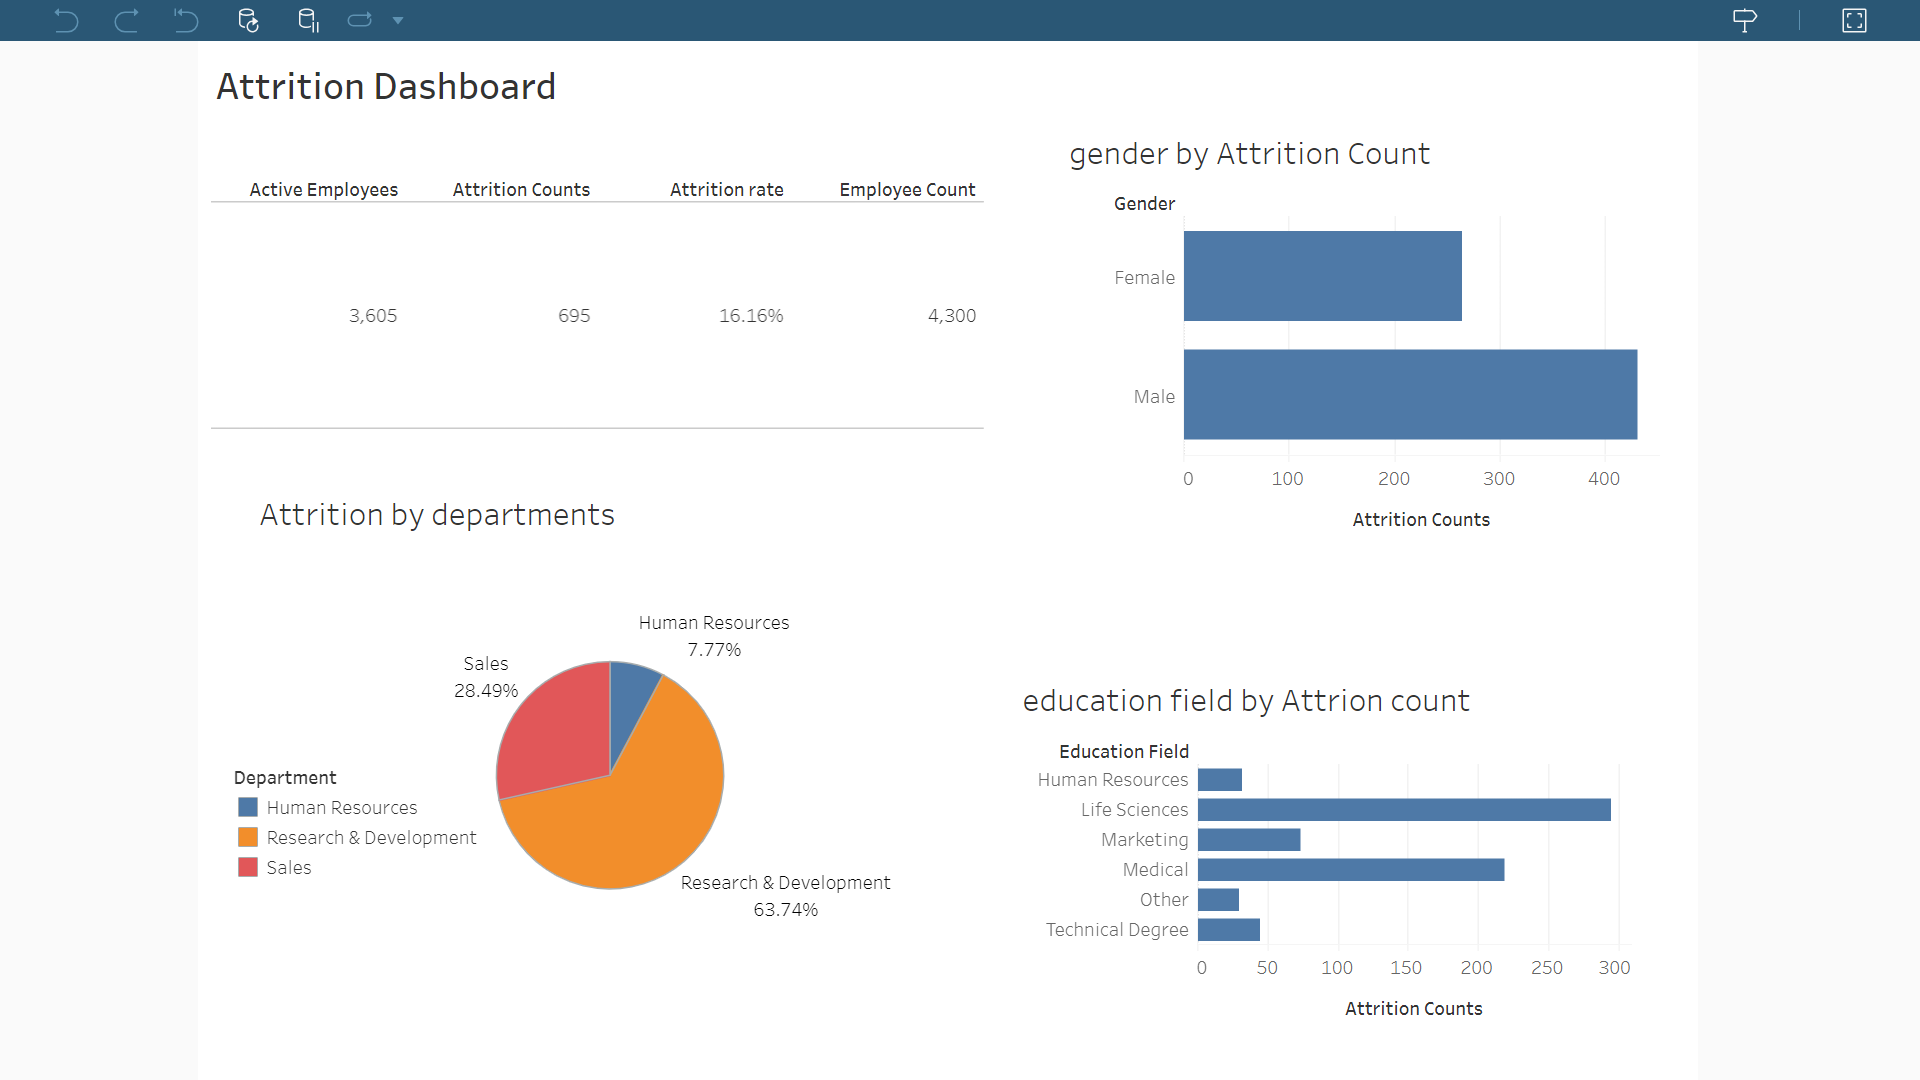 Attrition Dashboard
Active Employees Attrition Counts Attrition rate Employee Count
3,605 695 16.16% 4,300
gender by Attrition Count
Gender
Female
Male
0 100 200 300 400
Attrition Counts
Attrition by departments
Human Resources
7.77%
Sales
28.49%
Research & Development
63.74%
Department
Human Resources
Research & Development
Sales
education field by Attrion count
Education Field
Human Resources
Life Sciences
Marketing
Medical
Other
Technical Degree
0 50 100 150 200 250 300
Attrition Counts